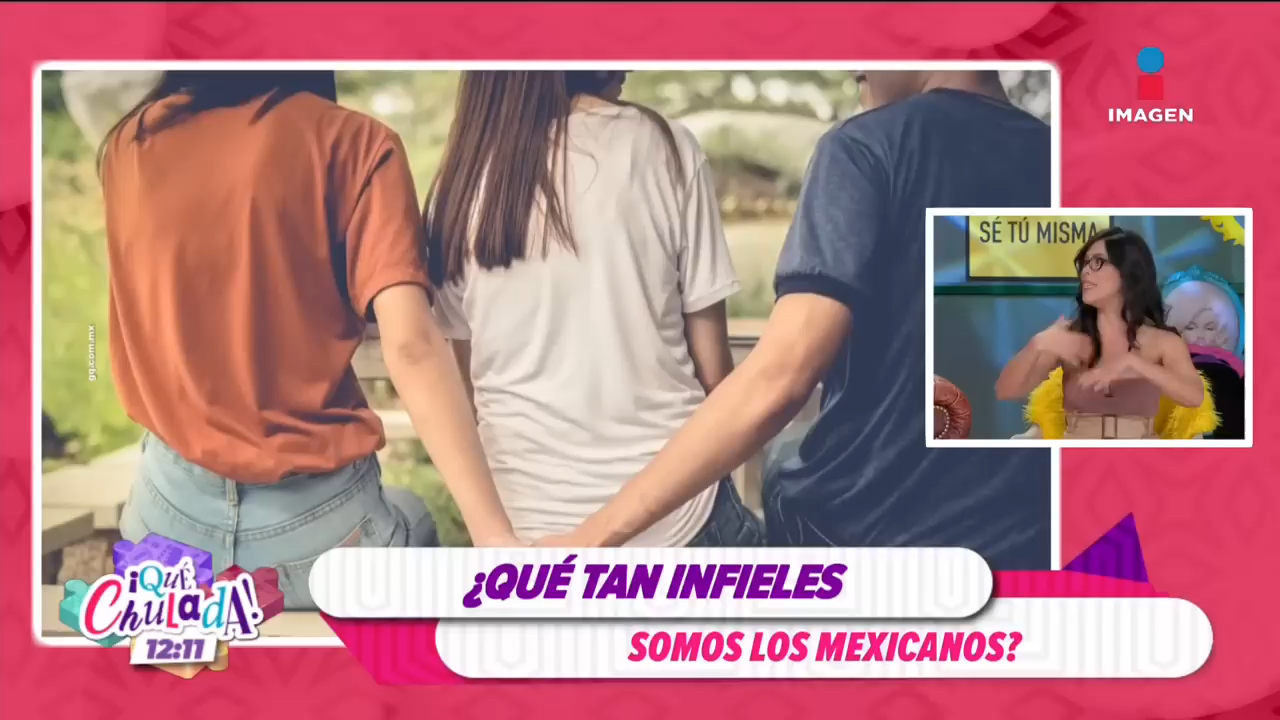 IMAGEN
SÉ TÚ MISMA
gq.com.mx
¿QUÉ TAN INFIELES
SOMOS LOS MEXICANOS?
¡QUÉ
CHULADA!
12:11